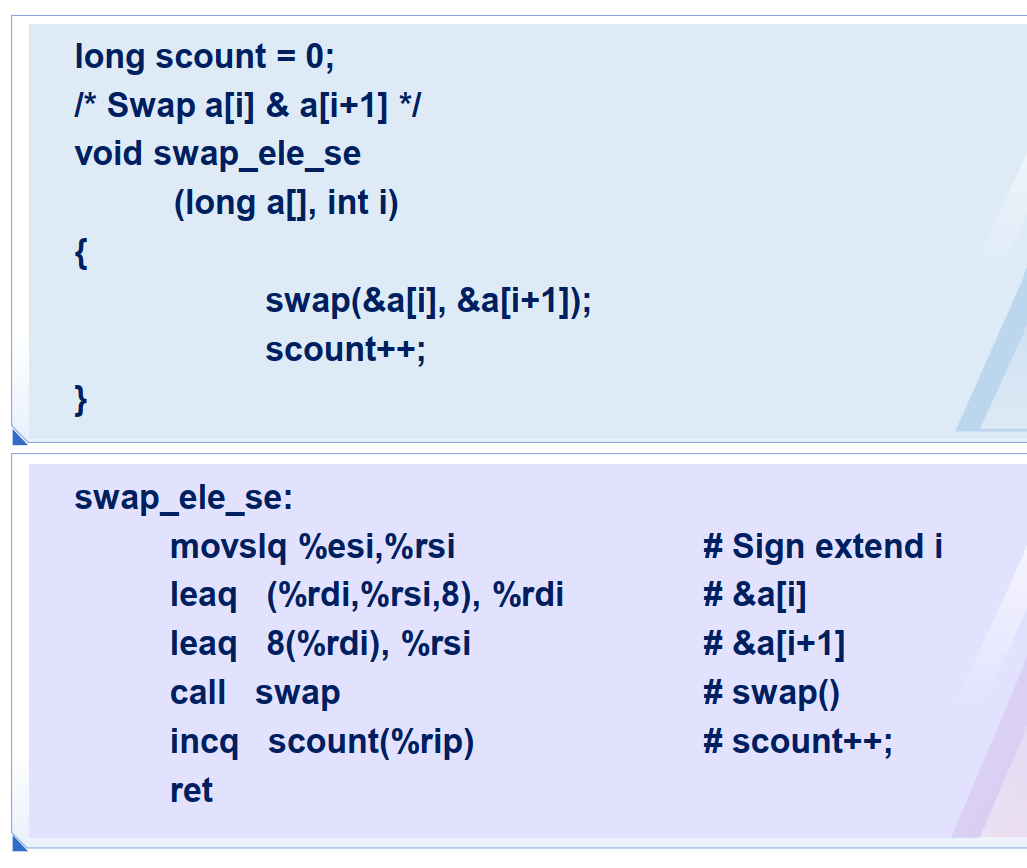 long scount = 0;
/* Swap a[i] & a[i+1] */
void swap_ele_se
(long a[], int i)
{
swap(&a[i], &a[i+1]);
scount++;
}
swap_ele_se:
movslq %esi,%rsi # Sign extend i
leaq (%rdi,%rsi,8), %rdi # &a[i]
leaq 8(%rdi), %rsi # &a[i+1]
call swap # swap()
incq scount(%rip) # scount++;
ret